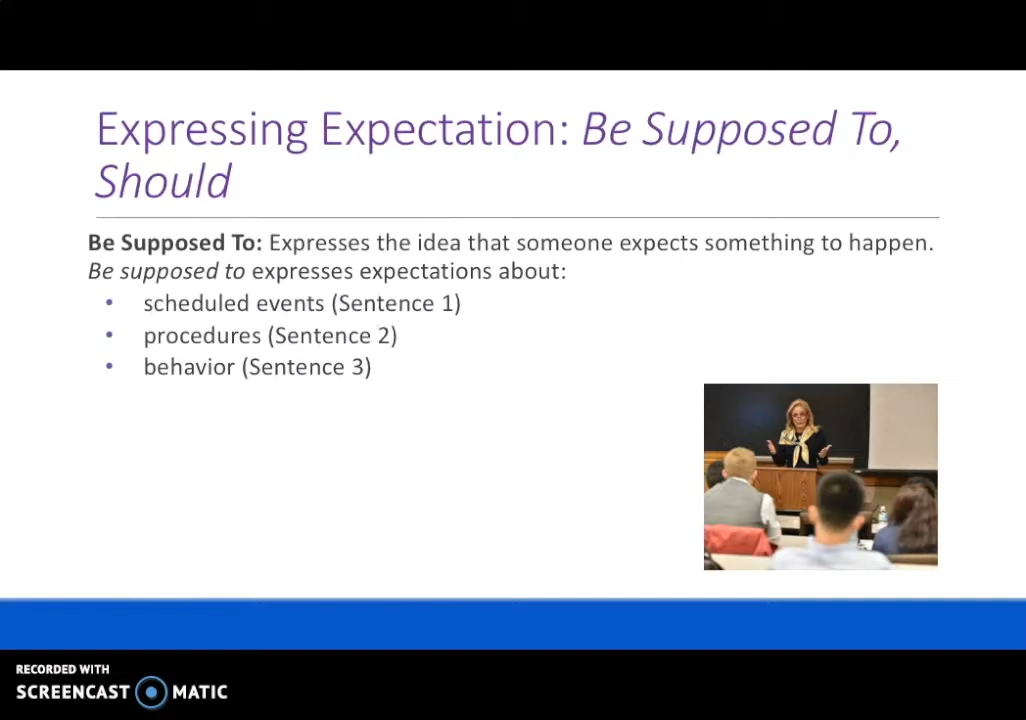 Expressing Expectation: Be Supposed To,
Should
Be Supposed To: Expresses the idea that someone expects something to happen.
Be supposed to expresses expectations about:
• scheduled events (Sentence 1)
• procedures (Sentence 2)
• behavior (Sentence 3)
RECORDED WITH
SCREENCAST MATIC